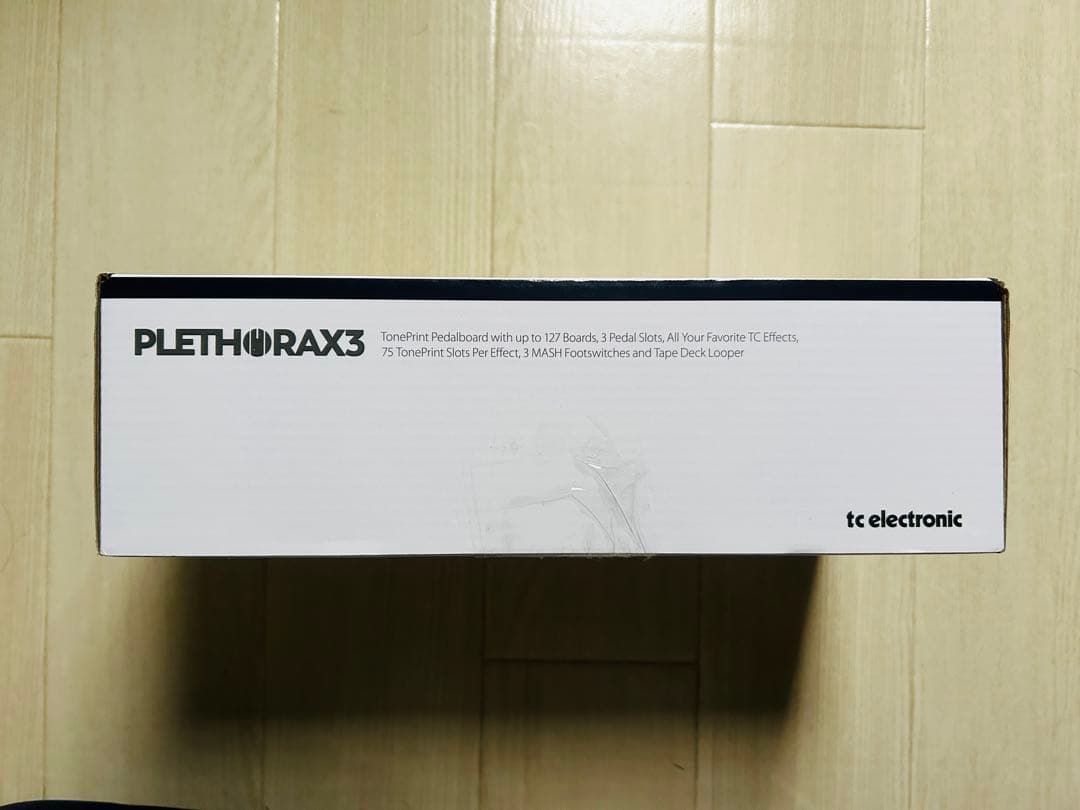 PLETHORAX3
TonePrint Pedalboard with up to 127 Boards, 3 Pedal Slots, All Your Favorite TC Effects,
75 TonePrint Slots Per Effect, 3 MASH Footswitches and Tape Deck Looper
tc electronic